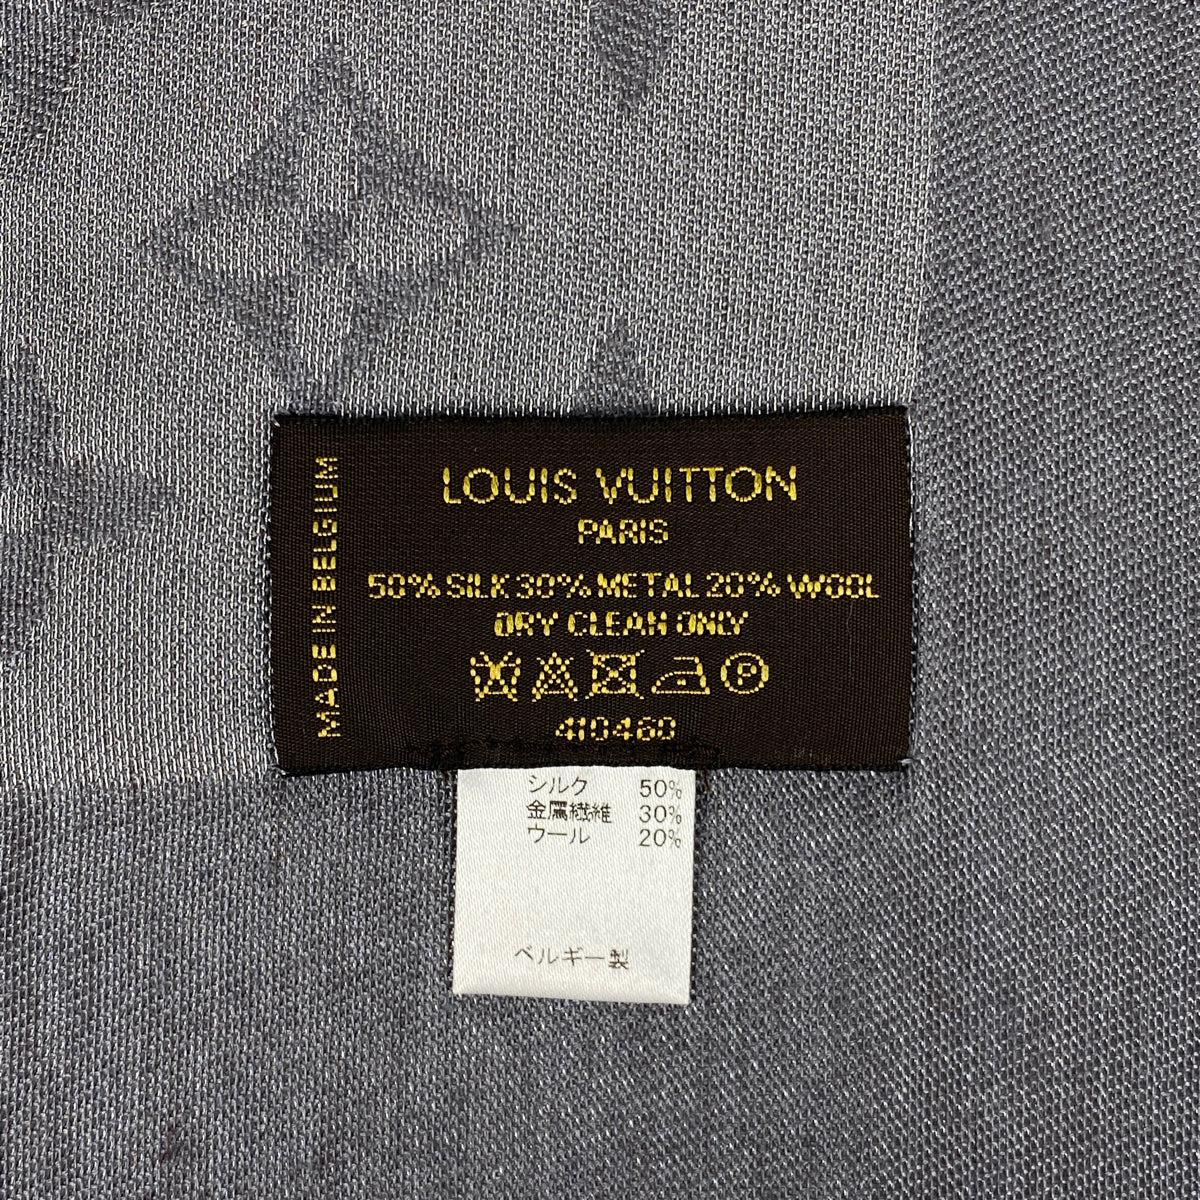 LOUIS VUITTON
PARIS
50% SILK 30% METAL 20% WOOL
DRY CLEAN ONLY
P
410460
MADE IN BELGIUM
シルク 50%
金属繊維 30%
ウール 20%
ベルギー製